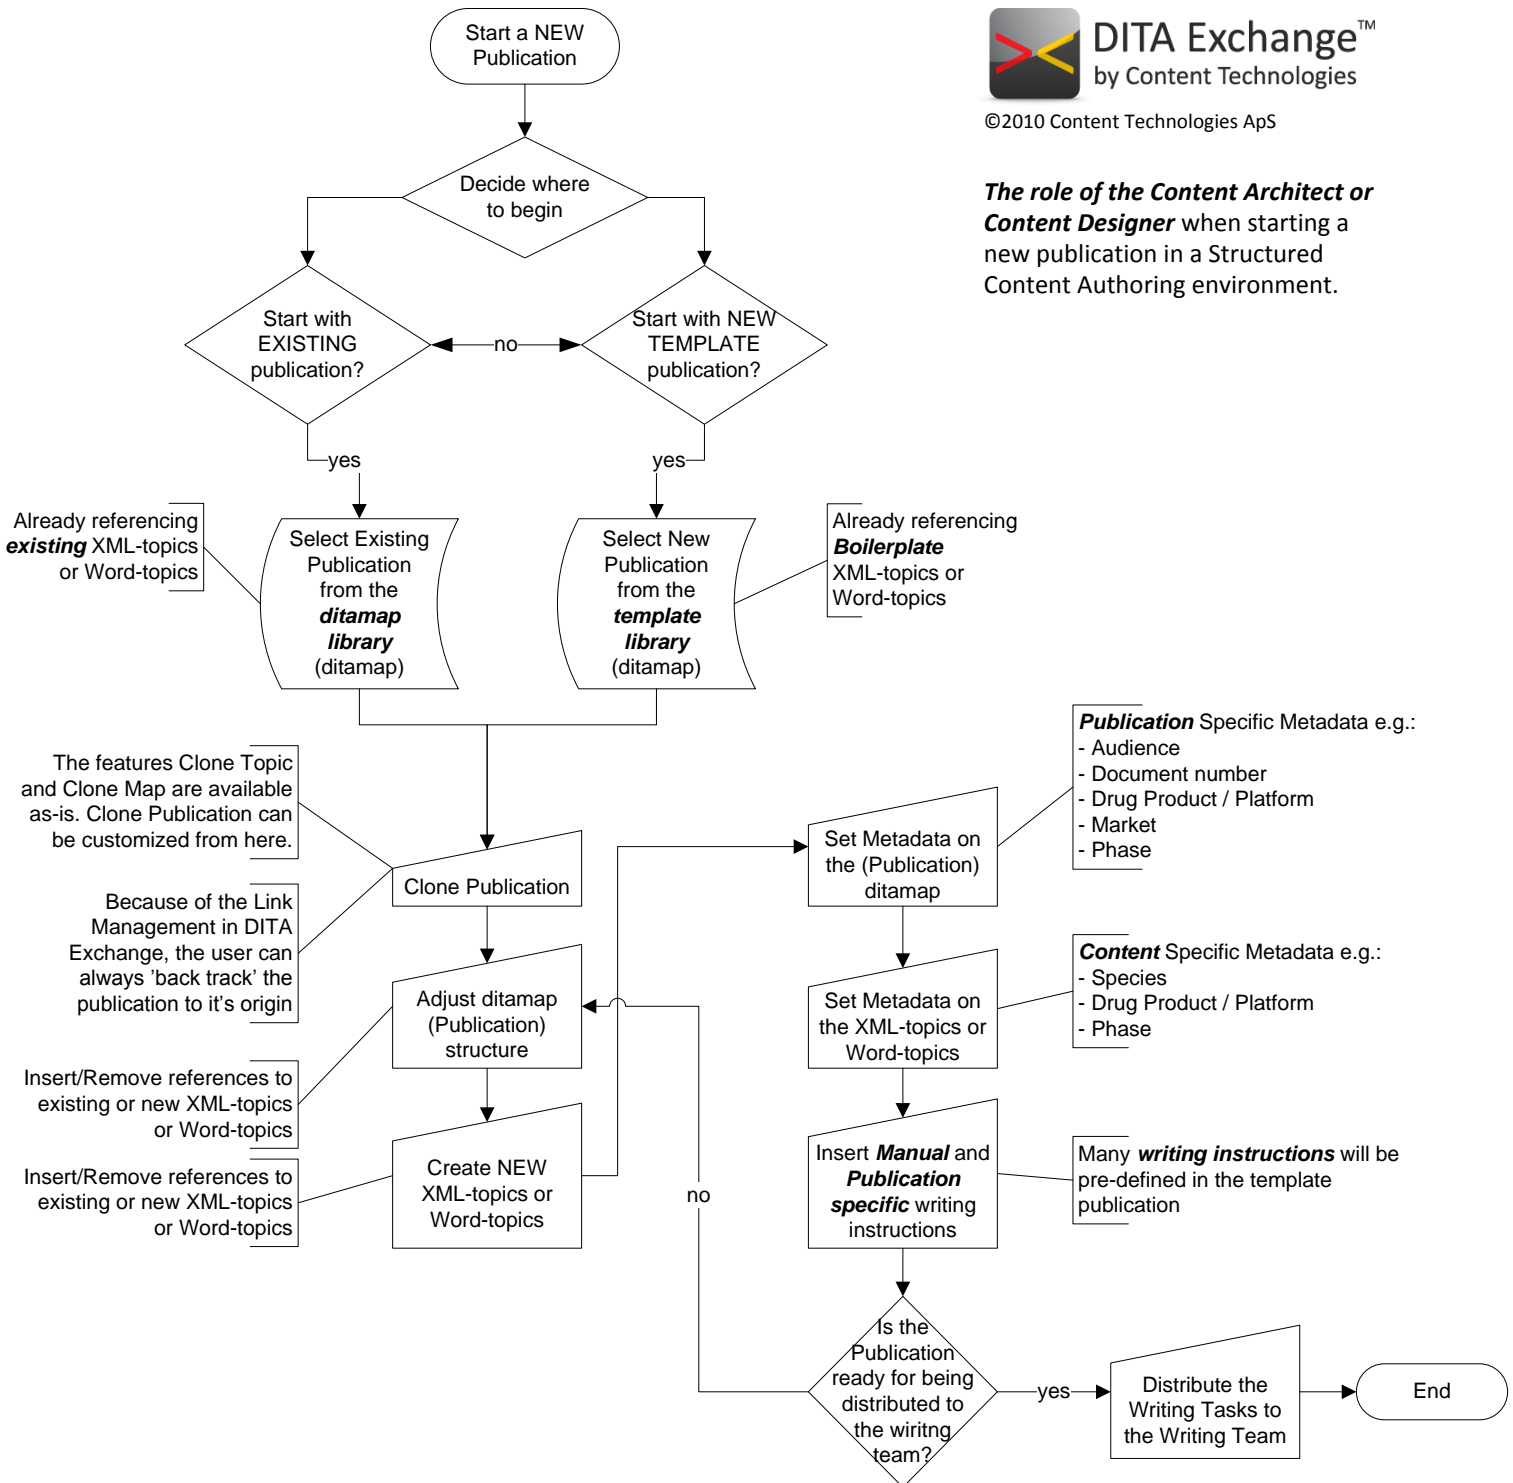 Start a NEW
Publication
DITA Exchange™
by Content Technologies
©2010 Content Technologies ApS
The role of the Content Architect or
Content Designer when starting a
new publication in a Structured
Content Authoring environment.
Decide where
to begin
Start with
EXISTING
publication?
no
Start with NEW
TEMPLATE
publication?
yes
yes
Already referencing
existing XML-topics
or Word-topics
Select Existing
Publication
from the
ditamap
library
(ditamap)
Select New
Publication
from the
template
library
(ditamap)
Already referencing
Boilerplate
XML-topics or
Word-topics
The features Clone Topic
and Clone Map are available
as-is. Clone Publication can
be customized from here.
Clone Publication
Because of the Link
Management in DITA
Exchange, the user can
always ’back track’ the
publication to it’s origin
Adjust ditamap
(Publication)
structure
Insert/Remove references to
existing or new XML-topics
or Word-topics
Create NEW
XML-topics or
Word-topics
Insert/Remove references to
existing or new XML-topics
or Word-topics
Set Metadata on
the (Publication)
ditamap
Publication Specific Metadata e.g.:
- Audience
- Document number
- Drug Product / Platform
- Market
- Phase
Set Metadata on
the XML-topics or
Word-topics
Content Specific Metadata e.g.:
- Species
- Drug Product / Platform
- Phase
Insert Manual and
Publication
specific writing
instructions
Many writing instructions will be
pre-defined in the template
publication
no
Is the
Publication
ready for being
distributed to
the wiritng
team?
yes
Distribute the
Writing Tasks to
the Writing Team
End